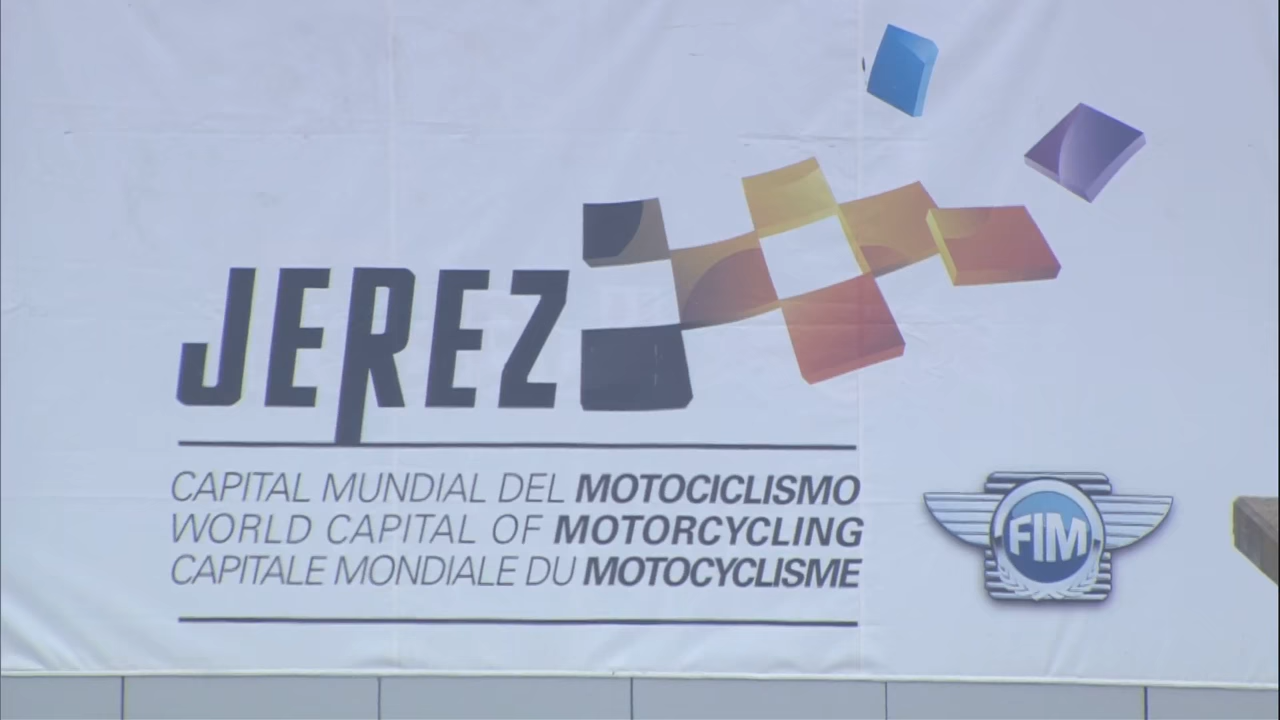 JEREZ
CAPITAL MUNDIAL DEL MOTOCICLISMO
WORLD CAPITAL OF MOTORCYCLING
CAPITALE MONDIALE DU MOTOCYCLISME
FIM